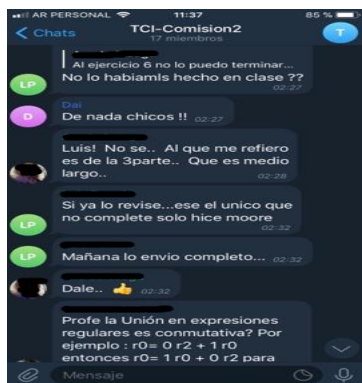 AR PERSONAL 11:37 85 %
Chats TCI-Comision2 T
17 miembros
Al ejercicio 6 no lo puedo terminar...
No lo habiamls hecho en clase ??
LP 02:27
Dai
D De nada chicos !! 02:27
Luis! No se.. Al que me refiero
es de la 3parte.. Que es medio
largo..
02:28
Si ya lo revise...ese el unico que
no complete solo hice moore
LP 02:32
LP Mañana lo envio completo... 02:32
Dale.. 👍 02:32
Profe la Unión en expresiones
regulares es conmutativa? Por
ejemplo : r0= 0 r2 + 1 r0
entonces r0= 1 r0 + 0 r2 para
Mensaje